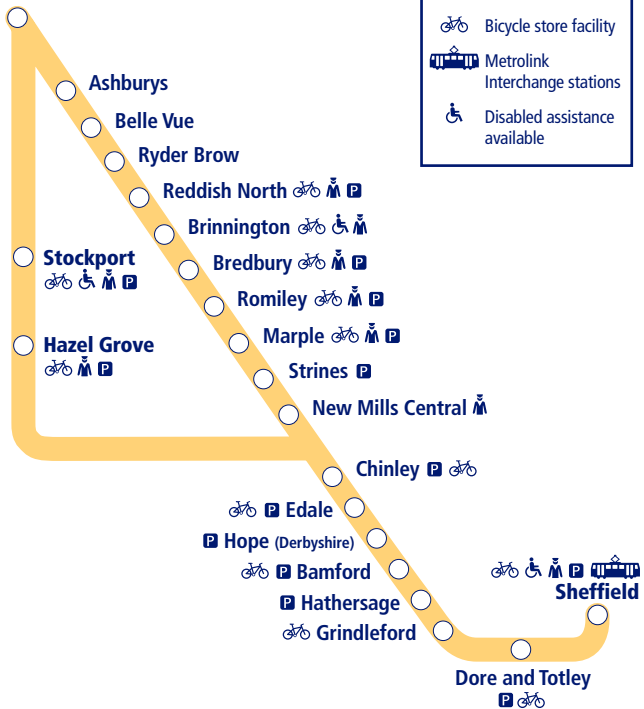 Bicycle store facility
Metrolink
Interchange stations
Disabled assistance
available
Ashburys
Belle Vue
Ryder Brow
Reddish North P
Brinnington
Stockport
P
Bredbury P
Romiley P
Hazel Grove
P
Marple P
Strines P
New Mills Central
Chinley P
P Edale
P Hope (Derbyshire)
P Bamford
P
Sheffield
P Hathersage
Grindleford
Dore and Totley
P